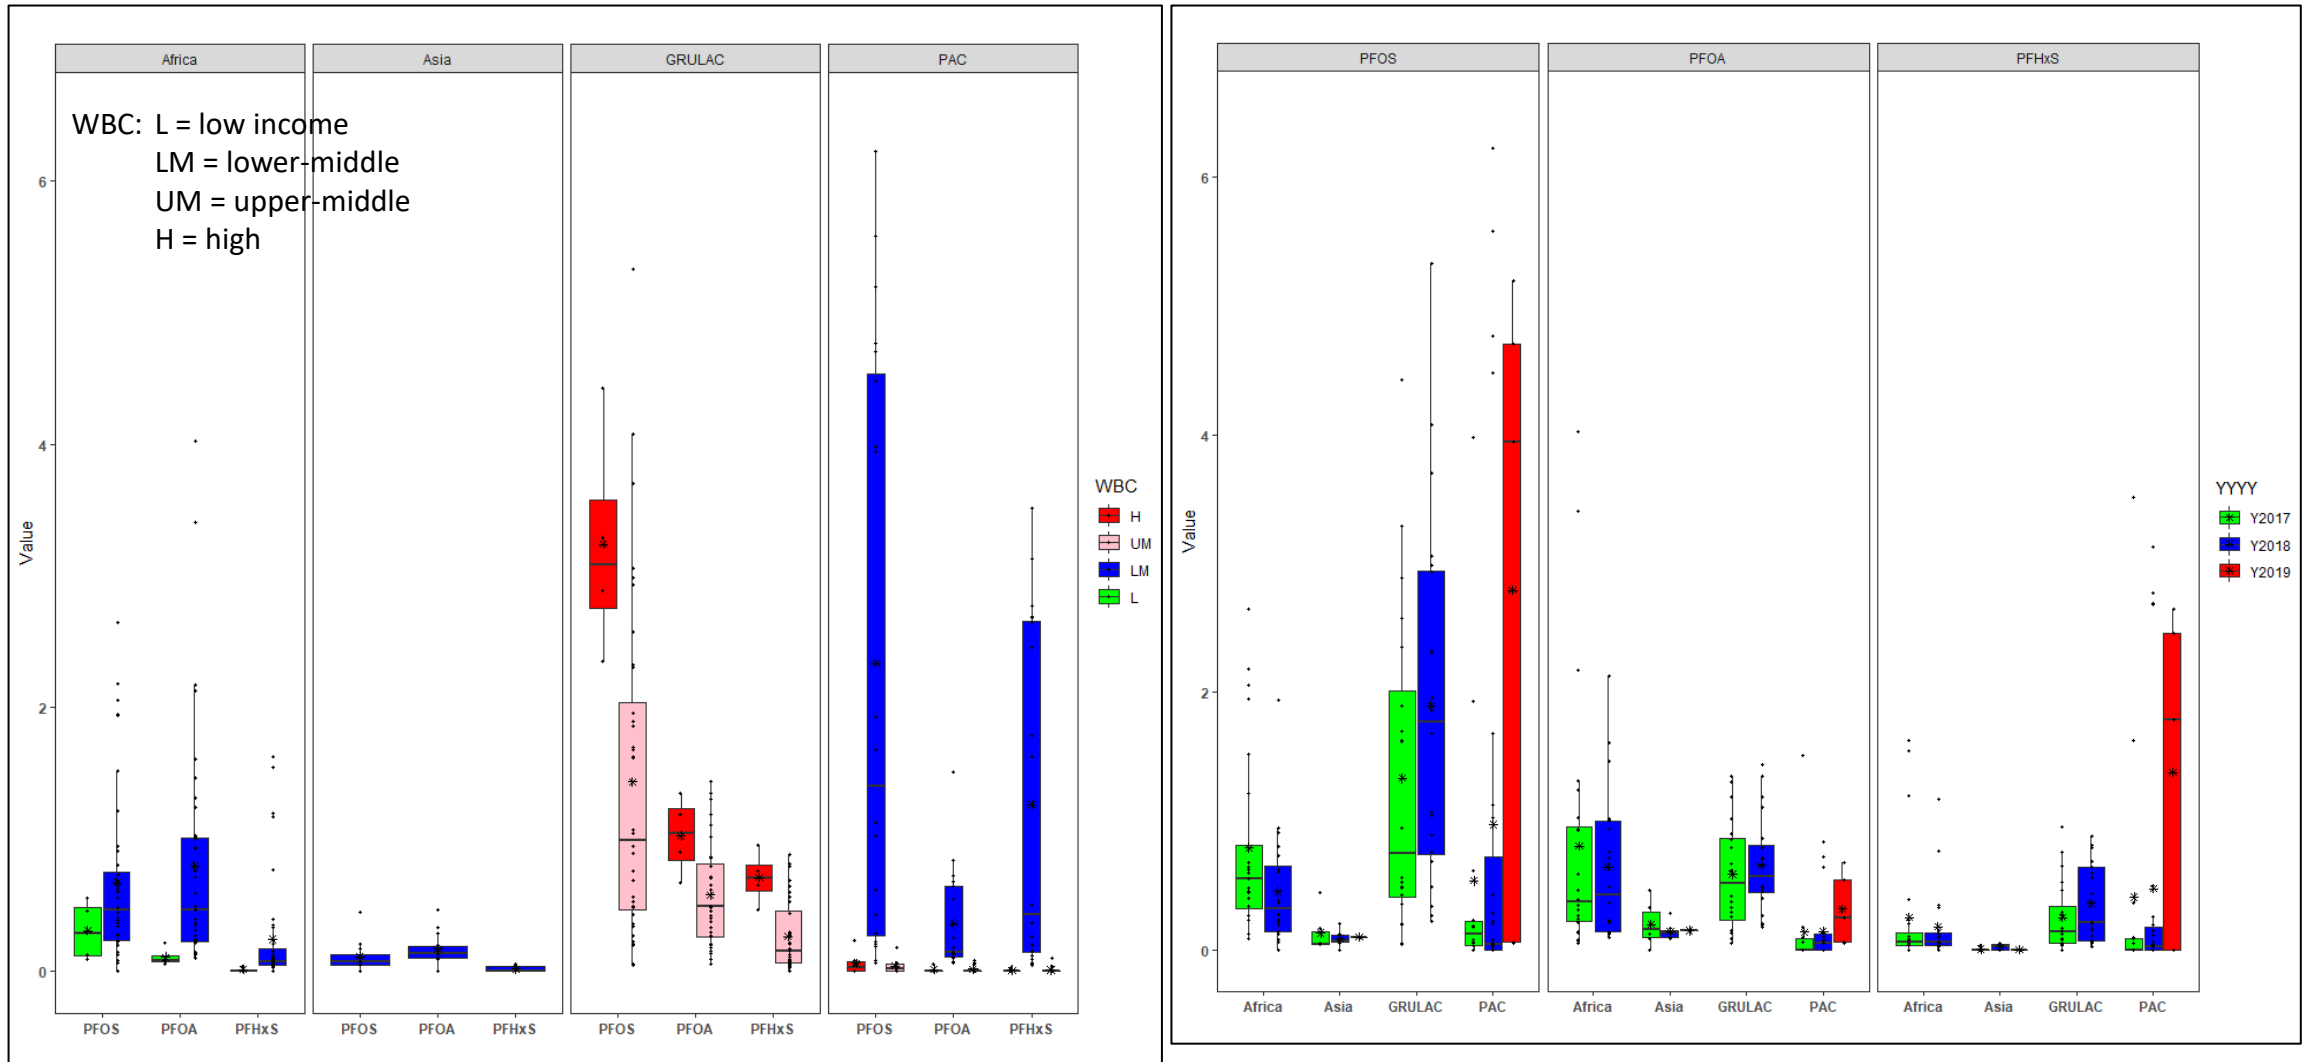 Africa Asia GRULAC PAC
WBC: L = low income
LM = lower-middle
UM = upper-middle
H = high
6
4
2
0
Value
PFOS PFOA PFHxS PFOS PFOA PFHxS PFOS PFOA PFHxS PFOS PFOA PFHxS
WBC
H
UM
LM
L
PFOS PFOA PFHxS
6
4
2
0
Value
Africa Asia GRULAC PAC Africa Asia GRULAC PAC Africa Asia GRULAC PAC
YYYY
Y2017
Y2018
Y2019